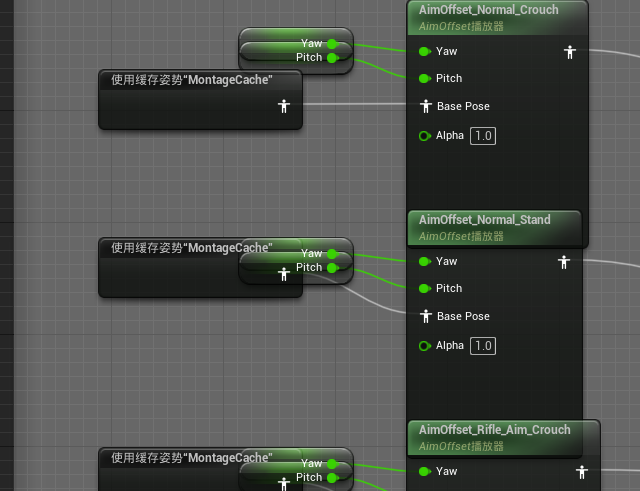 AimOffset_Normal_Crouch
AimOffset播放器
Yaw
Pitch
Yaw
Pitch
使用缓存姿势“MontageCache”
Base Pose
Alpha 1.0
AimOffset_Normal_Stand
AimOffset播放器
使用缓存姿势“MontageCache”
Yaw
Pitch
Yaw
Pitch
Base Pose
Alpha 1.0
AimOffset_Rifle_Aim_Crouch
AimOffset播放器
使用缓存姿势“MontageCache”
Yaw
Pitch
Yaw